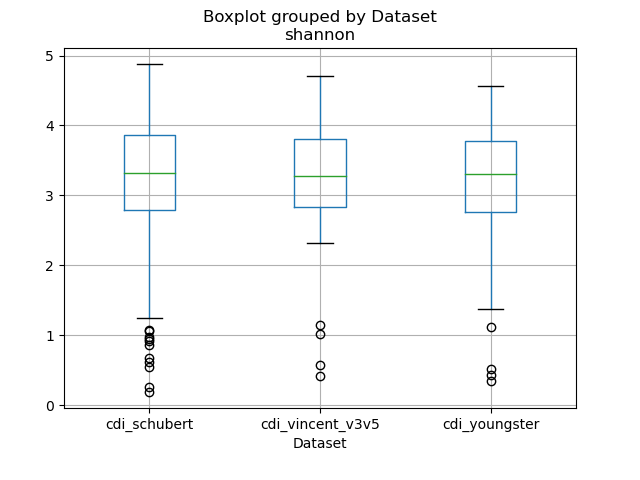 Boxplot grouped by Dataset
shannon
5
4
3
2
1
0
cdi_schubert
cdi_vincent_v3v5
cdi_youngster
Dataset